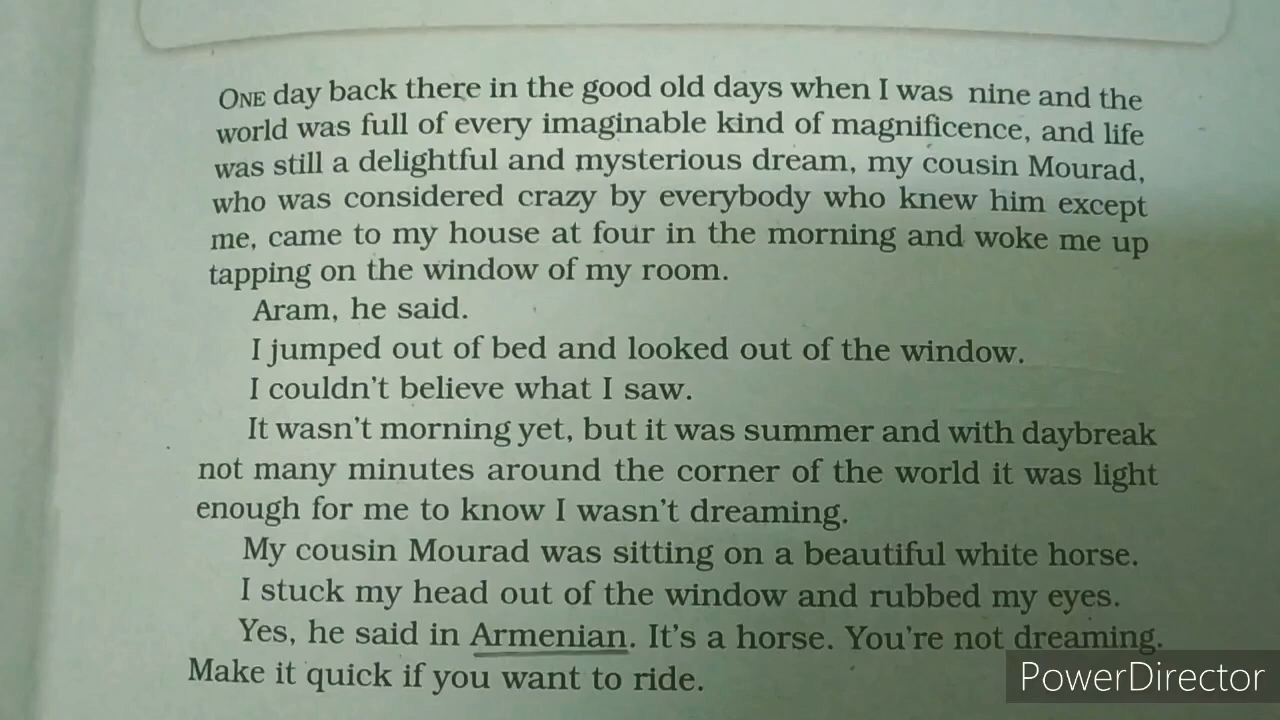 ONE day back there in the good old days when I was nine and the
world was full of every imaginable kind of magnificence, and life
was still a delightful and mysterious dream, my cousin Mourad,
who was considered crazy by everybody who knew him except
me, came to my house at four in the morning and woke me up
tapping on the window of my room.
Aram, he said.
I jumped out of bed and looked out of the window.
I couldn't believe what I saw.
It wasn't morning yet, but it was summer and with daybreak
not many minutes around the corner of the world it was light
enough for me to know I wasn't dreaming.
My cousin Mourad was sitting on a beautiful white horse.
I stuck my head out of the window and rubbed my eyes.
Yes, he said in Armenian. It's a horse. You're not dreaming.
Make it quick if you want to ride.
PowerDirector